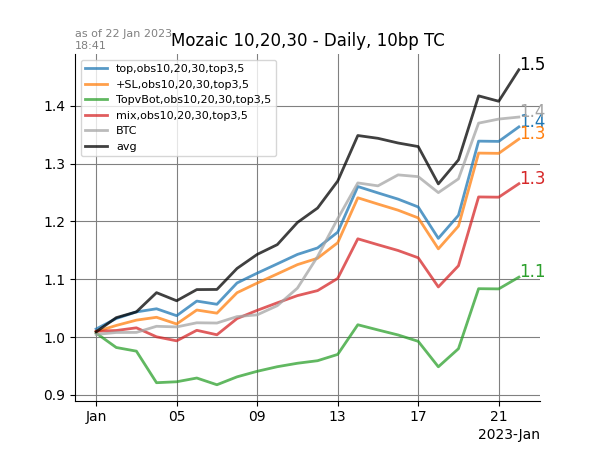 as of 22 Jan 2023
18:41
Mozaic 10,20,30 - Daily, 10bp TC
top,obs10,20,30,top3,5
+SL,obs10,20,30,top3,5
TopvBot,obs10,20,30,top3,5
mix,obs10,20,30,top3,5
BTC
avg
1.5
1.4
1.4
1.3
1.3
1.1
1.4
1.3
1.2
1.1
1.0
0.9
Jan 05 09 13 17 21
2023-Jan